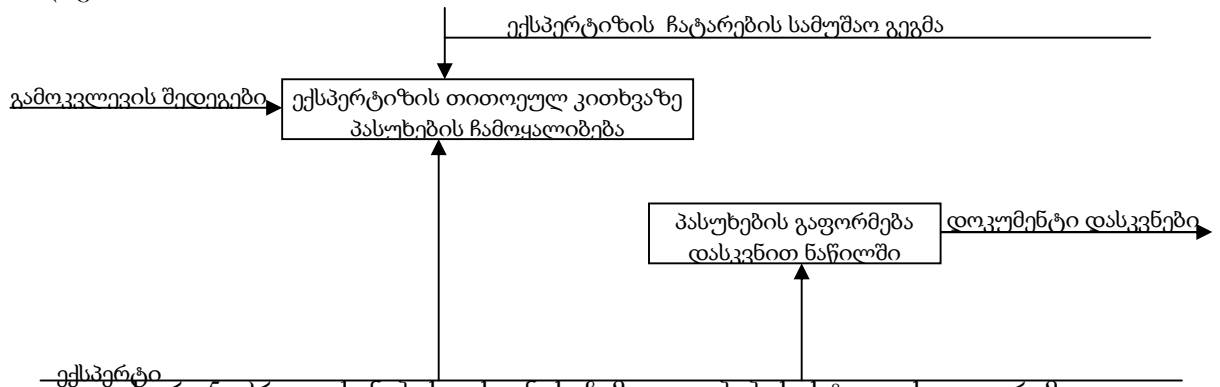 ექსპერტიზის ჩატარების სამუშაო გეგმა
გამოკვლევის შედეგები
ექსპერტიზის თითოეულ კითხვაზე
პასუხების ჩამოყალიბება
პასუხების გაფორმება
დასკვნით ნაწილში
დოკუმენტი დასკვნები
ექსპერტი